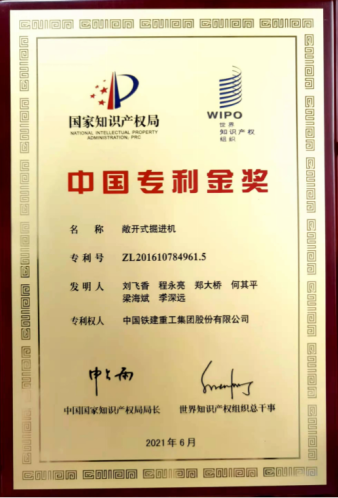 国家知识产权局
NATIONAL INTELLECTUAL PROPERTY
ADMINISTRATION, PRC
WIPO
世界
知识产权
组织
中国专利金奖
名称 敞开式掘进机
专利号 ZL201610784961.5
发明人 刘飞香 程永亮 郑大桥 何其平
梁海斌 季深远
专利权人 中国铁建重工集团股份有限公司
中国国家知识产权局局长 世界知识产权组织总干事
2021年6月